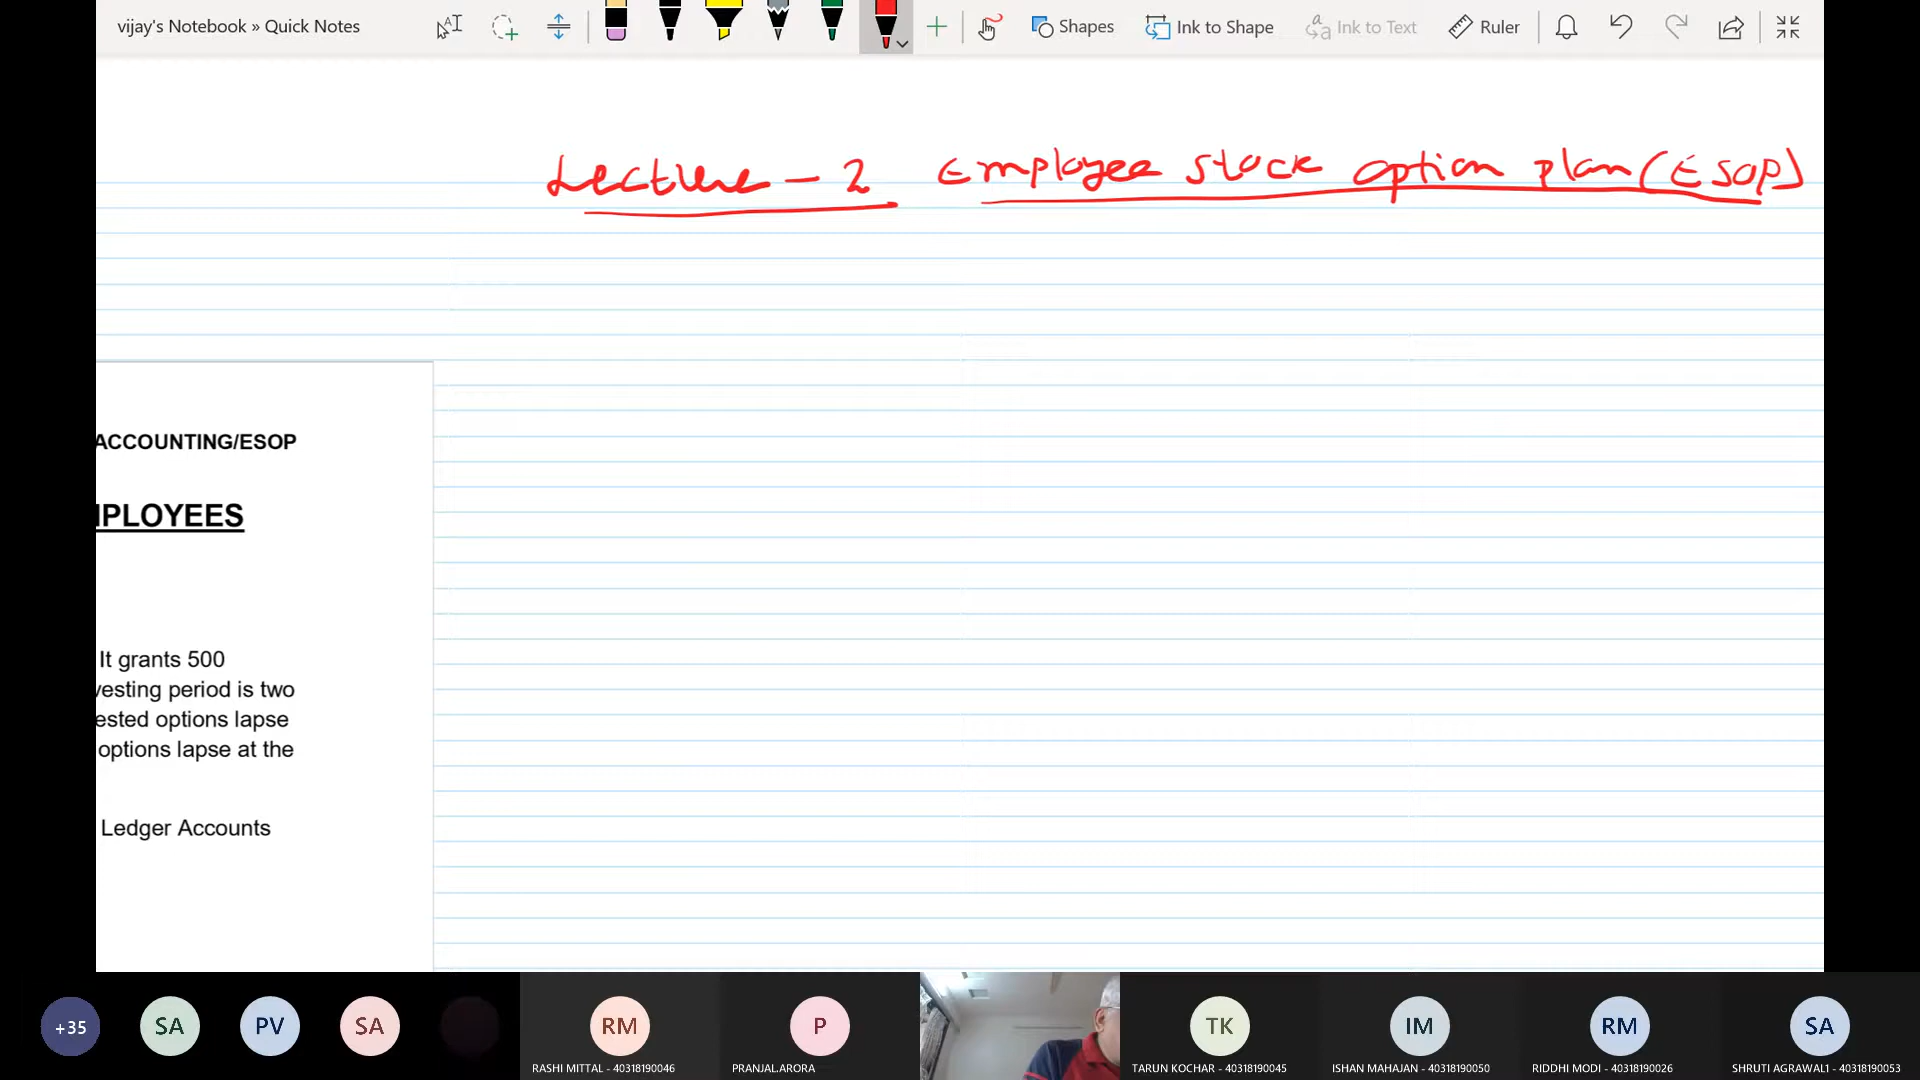 vijay's Notebook » Quick Notes
Shapes
Ink to Shape
Ink to Text
Ruler
Lecture - 2 Employee stock option plan (ESOP)
ACCOUNTING/ESOP
MPLOYEES
It grants 500
vesting period is two
ested options lapse
options lapse at the
Ledger Accounts
+35
SA
PV
SA
RM
P
TK
IM
RM
SA
RASHI MITTAL - 40318190046
PRANJAL.ARORA
TARUN KOCHAR - 40318190045
ISHAN MAHAJAN - 40318190050
RIDDHI MODI - 40318190026
SHRUTI AGRAWAL1 - 40318190053